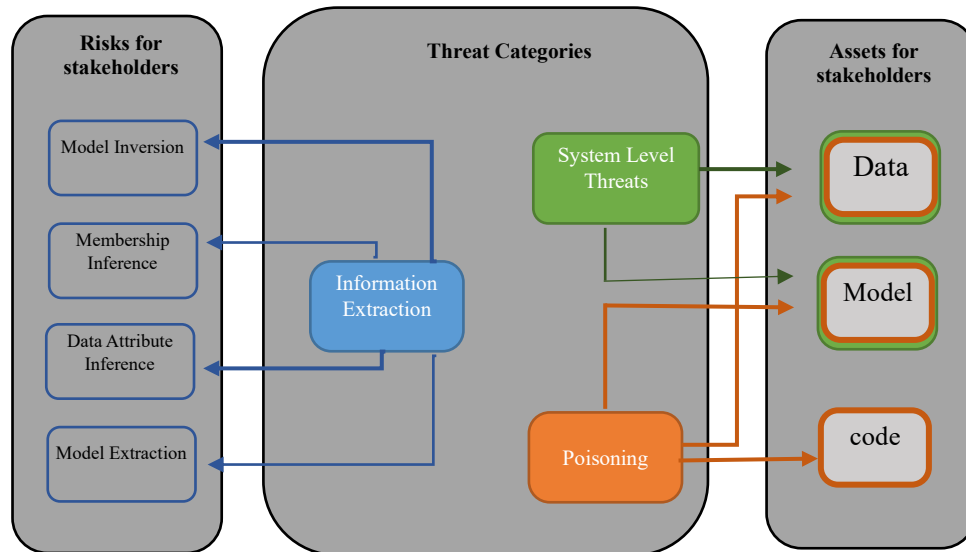 Risks for
stakeholders
Model Inversion
Membership
Inference
Data Attribute
Inference
Model Extraction
Threat Categories
System Level
Threats
Information
Extraction
Poisoning
Assets for
stakeholders
Data
Model
code